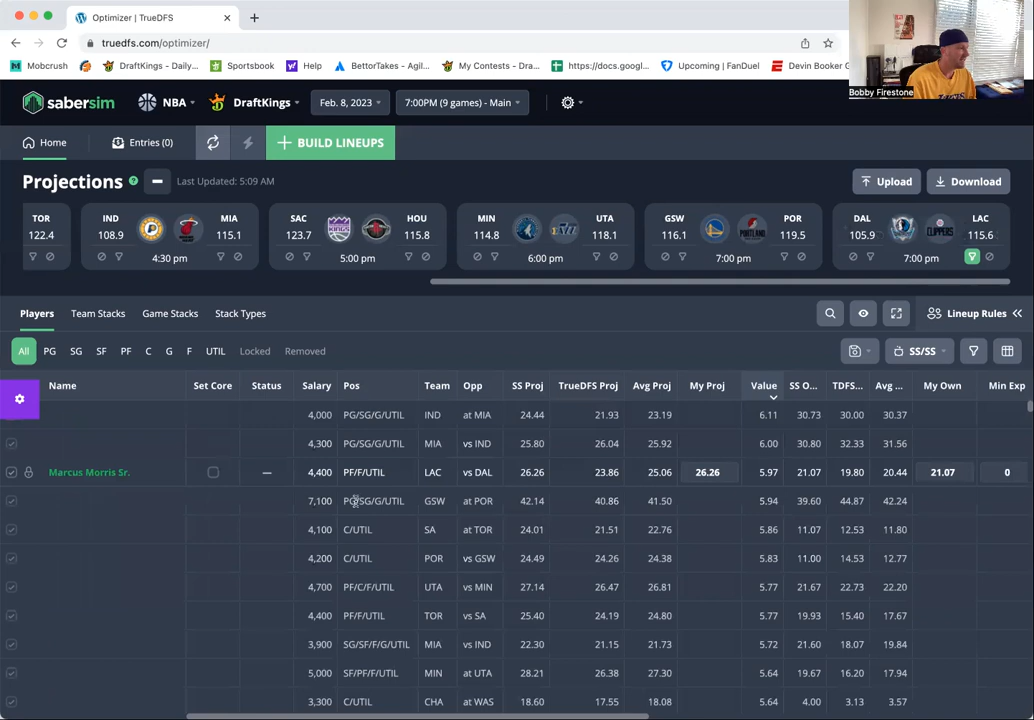 Optimizer | TrueDFS
truedfs.com/optimizer/
Mobcrush DraftKings - Daily... Sportsbook Help BettorTakes - Agil... My Contests - Dra... https://docs.googl... Upcoming | FanDuel Devin Booker
Bobby Firestone
sabersim NBA DraftKings Feb. 8, 2023 7:00PM (9 games) - Main
Home Entries (0) + BUILD LINEUPS
Projections Last Updated: 5:09 AM Upload Download
TOR IND MIA SAC HOU MIN UTA GSW POR DAL LAC
122.4 108.9 115.1 123.7 115.8 114.8 118.1 116.1 119.5 105.9 115.6
4:30 pm 5:00 pm 6:00 pm 7:00 pm 7:00 pm
Players Team Stacks Game Stacks Stack Types Lineup Rules
All PG SG SF PF C G F UTIL Locked Removed SS/SS
Name Set Core Status Salary Pos Team Opp SS Proj TrueDFS Proj Avg Proj My Proj Value SS O... TDFS... Avg ... My Own Min Exp
4,000 PG/SG/G/UTIL IND at MIA 24.44 21.93 23.19 6.11 30.73 30.00 30.37
4,300 PG/SG/G/UTIL MIA vs IND 25.80 26.04 25.92 6.00 30.80 32.33 31.56
Marcus Morris Sr. — 4,400 PF/F/UTIL LAC vs DAL 26.26 23.86 25.06 26.26 5.97 21.07 19.80 20.44 21.07 0
7,100 PG/SG/G/UTIL GSW at POR 42.14 40.86 41.50 5.94 39.60 44.87 42.24
4,100 C/UTIL SA at TOR 24.01 21.51 22.76 5.86 11.07 12.53 11.80
4,200 C/UTIL POR vs GSW 24.49 24.26 24.38 5.83 11.00 14.53 12.77
4,700 PF/C/F/UTIL UTA vs MIN 27.14 26.47 26.81 5.77 21.67 22.73 22.20
4,400 PF/F/UTIL TOR vs SA 25.40 24.19 24.80 5.77 19.93 15.40 17.67
3,900 SG/SF/F/G/UTIL MIA vs IND 22.30 21.15 21.73 5.72 21.60 18.07 19.84
5,000 SF/PF/F/UTIL MIN at UTA 28.21 26.38 27.30 5.64 19.67 16.20 17.94
3,300 C/UTIL CHA at WAS 18.60 17.55 18.08 5.64 4.00 3.13 3.57